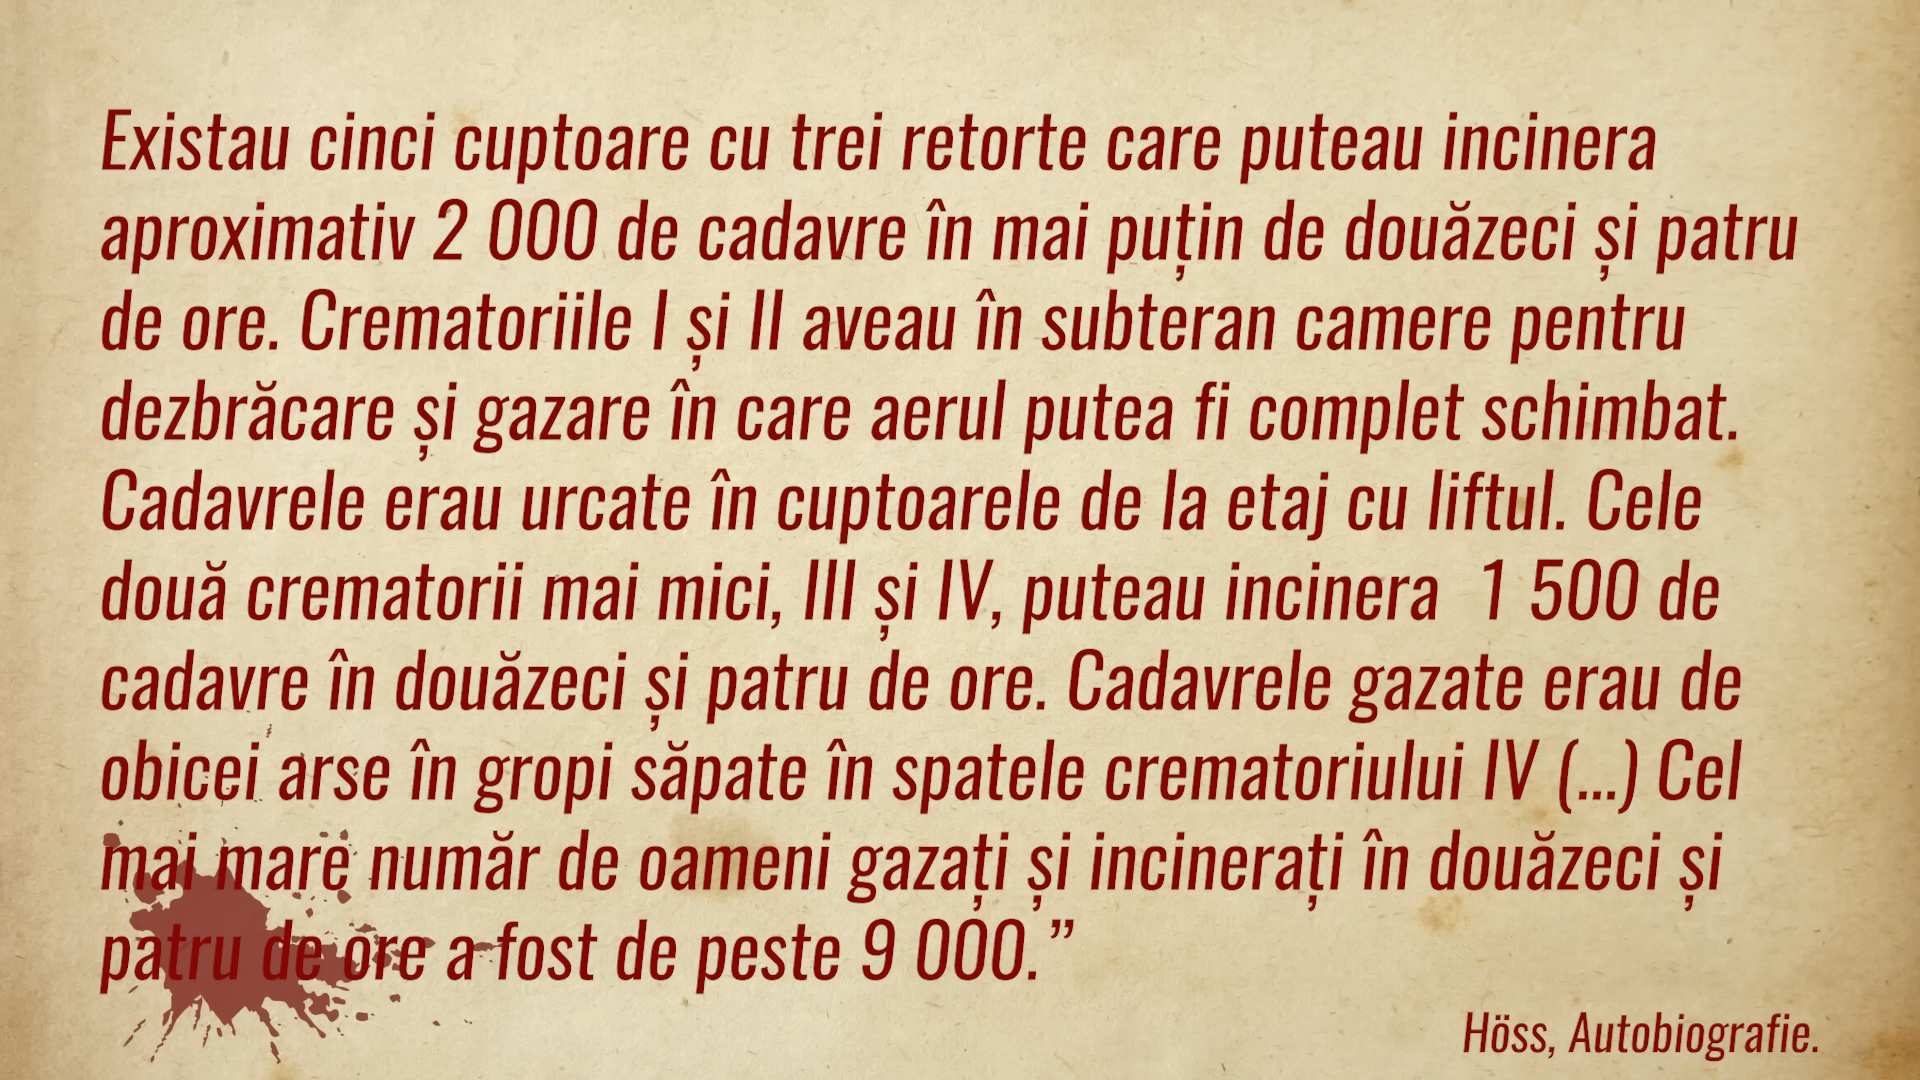 Existau cinci cuptoare cu trei retorte care puteau incinera
aproximativ 2 000 de cadavre în mai puțin de douăzeci și patru
de ore. Crematoriile I și II aveau în subteran camere pentru
dezbrăcare și gazare în care aerul putea fi complet schimbat.
Cadavrele erau urcate în cuptoarele de la etaj cu liftul. Cele
două crematorii mai mici, III și IV, puteau incinera  1 500 de
cadavre în douăzeci și patru de ore. Cadavrele gazate erau de
obicei arse în gropi săpate în spatele crematoriului IV (...) Cel
mai mare număr de oameni gazați și incinerați în douăzeci și
patru de ore a fost de peste 9 000.”
Höss, Autobiografie.